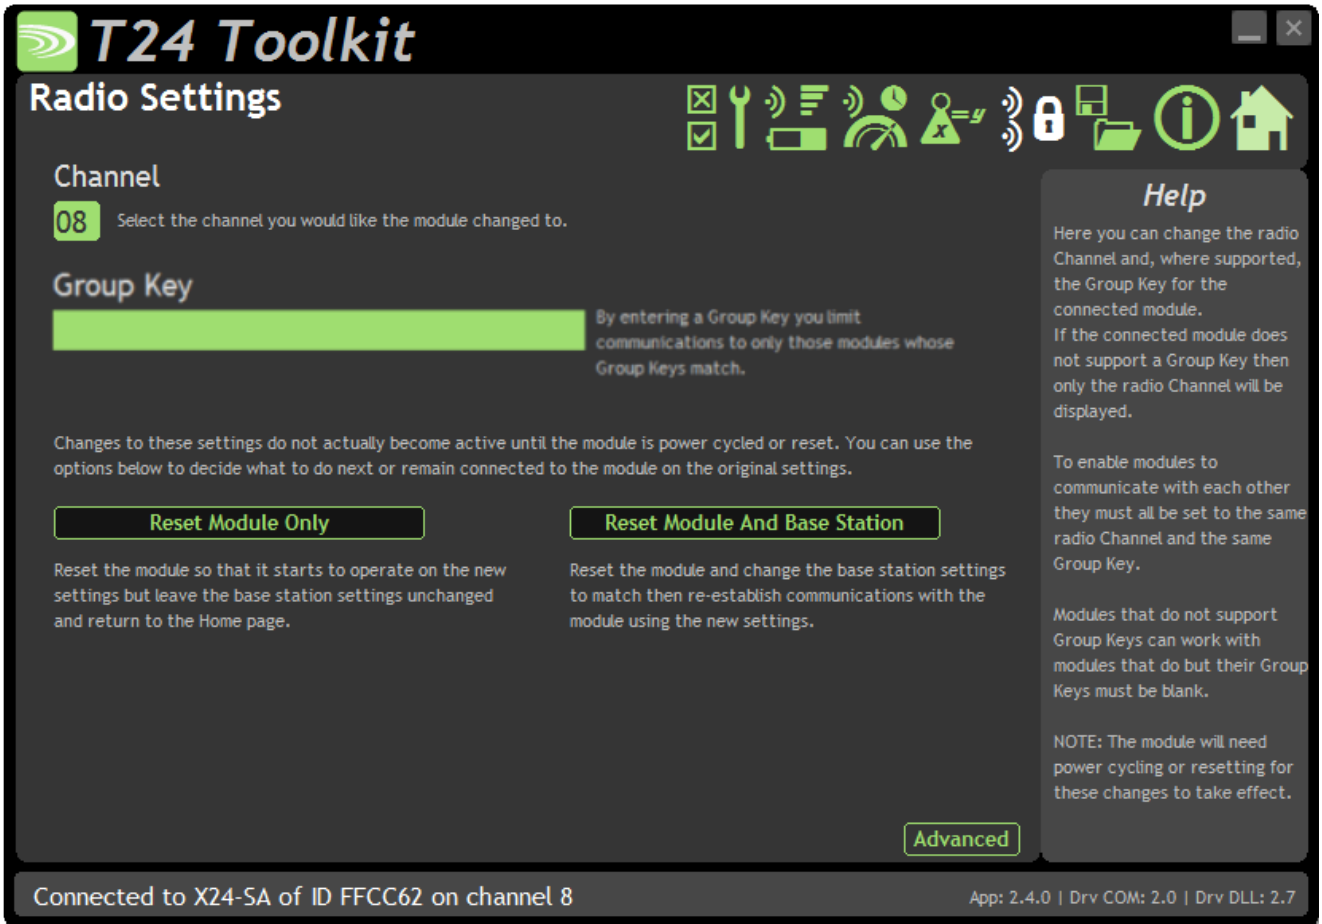 T24 Toolkit
Radio Settings
x=y
Channel
08
Select the channel you would like the module changed to.
Group Key
By entering a Group Key you limit
communications to only those modules whose
Group Keys match.
Changes to these settings do not actually become active until the module is power cycled or reset. You can use the
options below to decide what to do next or remain connected to the module on the original settings.
Reset Module Only
Reset the module so that it starts to operate on the new
settings but leave the base station settings unchanged
and return to the Home page.
Reset Module And Base Station
Reset the module and change the base station settings
to match then re-establish communications with the
module using the new settings.
Advanced
Help
Here you can change the radio
Channel and, where supported,
the Group Key for the
connected module.
If the connected module does
not support a Group Key then
only the radio Channel will be
displayed.
To enable modules to
communicate with each other
they must all be set to the same
radio Channel and the same
Group Key.
Modules that do not support
Group Keys can work with
modules that do but their Group
Keys must be blank.
NOTE: The module will need
power cycling or resetting for
these changes to take effect.
Connected to X24-SA of ID FFCC62 on channel 8
App: 2.4.0 | Drv COM: 2.0 | Drv DLL: 2.7